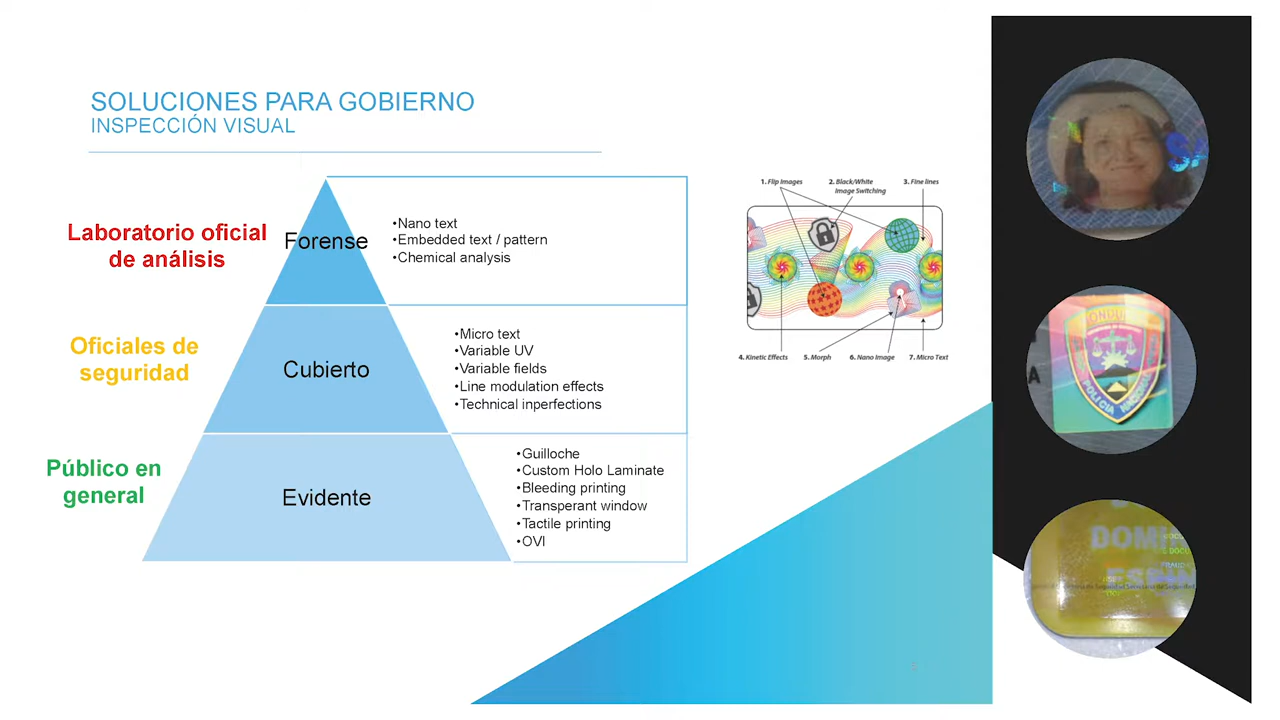 SOLUCIONES PARA GOBIERNO
INSPECCIÓN VISUAL
Laboratorio oficial
de análisis
Forense
•Nano text
•Embedded text / pattern
•Chemical analysis
Oficiales de
seguridad
Cubierto
•Micro text
•Variable UV
•Variable fields
•Line modulation effects
•Technical inperfections
Público en
general
Evidente
•Guilloche
•Custom Holo Laminate
•Bleeding printing
•Transperant window
•Tactile printing
•OVI
1. Flip Images
2. Black/White
Image Switching
3. Fine lines
4. Kinetic Effects
5. Morph
6. Nano Image
7. Micro Text
POLICIA NACIONAL